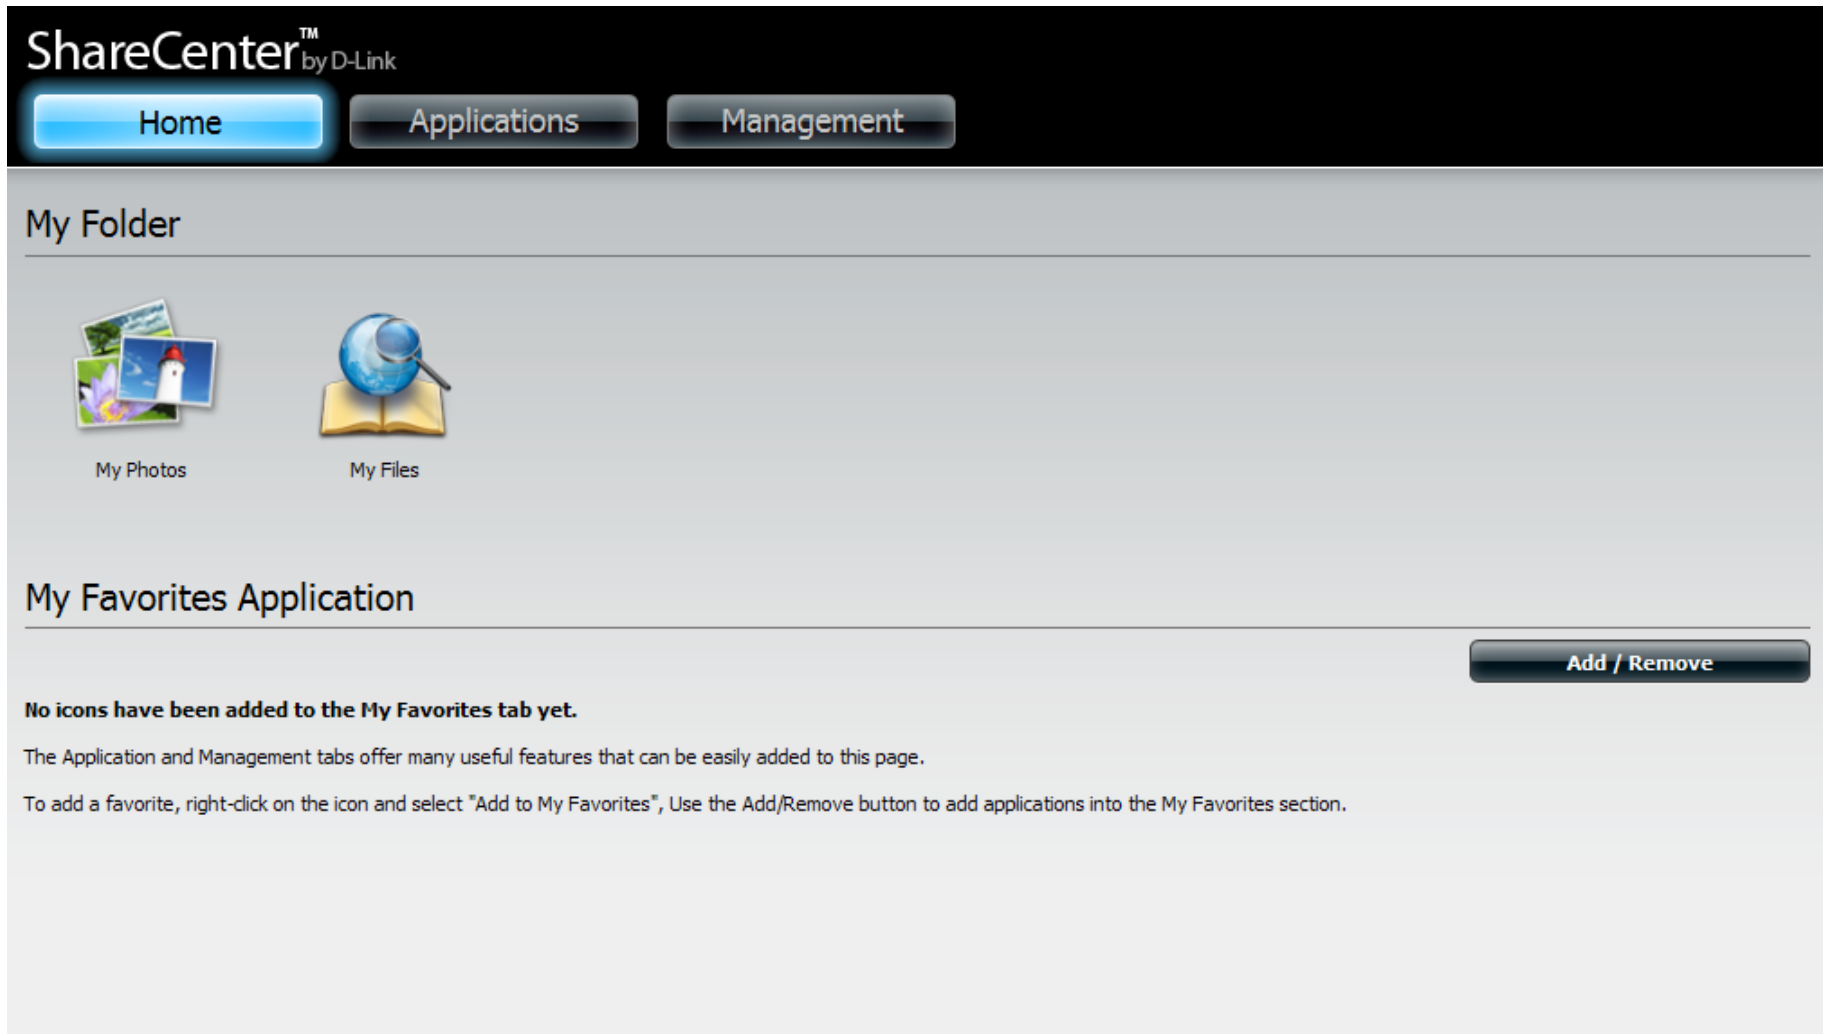 ShareCenter™ by D-Link
Home Applications Management
My Folder
My Photos My Files
My Favorites Application
Add / Remove
No icons have been added to the My Favorites tab yet.
The Application and Management tabs offer many useful features that can be easily added to this page.
To add a favorite, right-click on the icon and select "Add to My Favorites", Use the Add/Remove button to add applications into the My Favorites section.